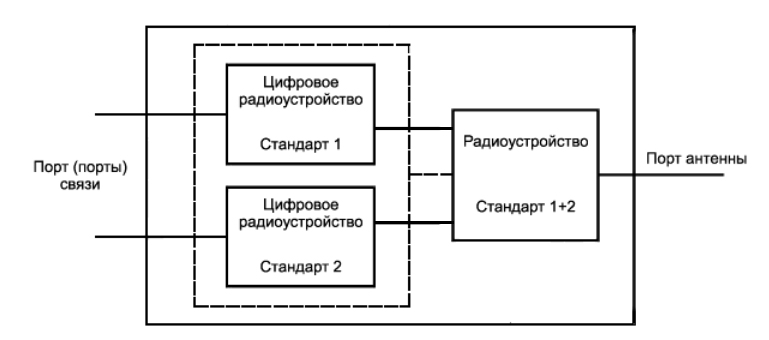 Порт (порты)
связи
Цифровое
радиоустройство
Стандарт 1
Цифровое
радиоустройство
Стандарт 2
Радиоустройство
Стандарт 1+2
Порт антенны